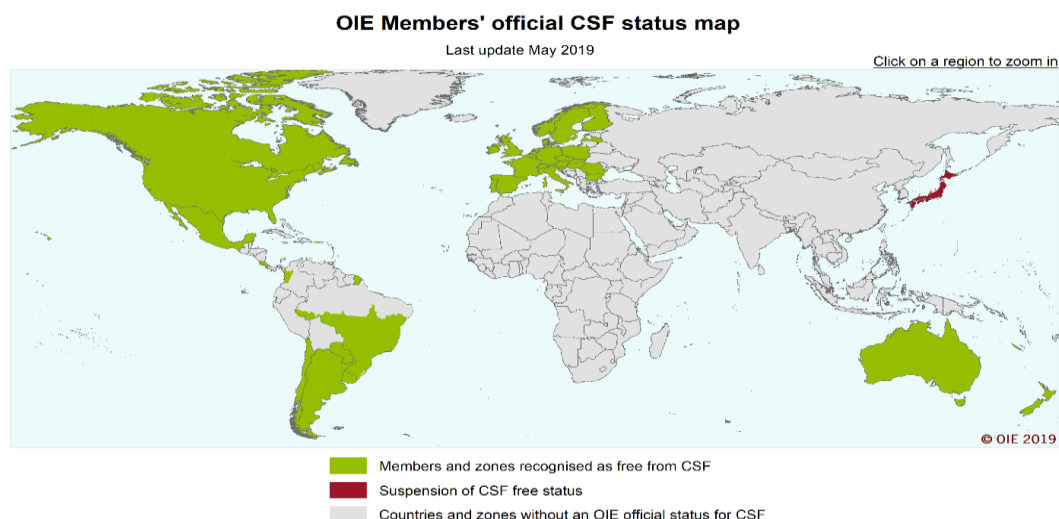 OIE Members' official CSF status map
Last update May 2019
Click on a region to zoom in
© OIE 2019
Members and zones recognised as free from CSF
Suspension of CSF free status
Countries and zones without an OIE official status for CSF